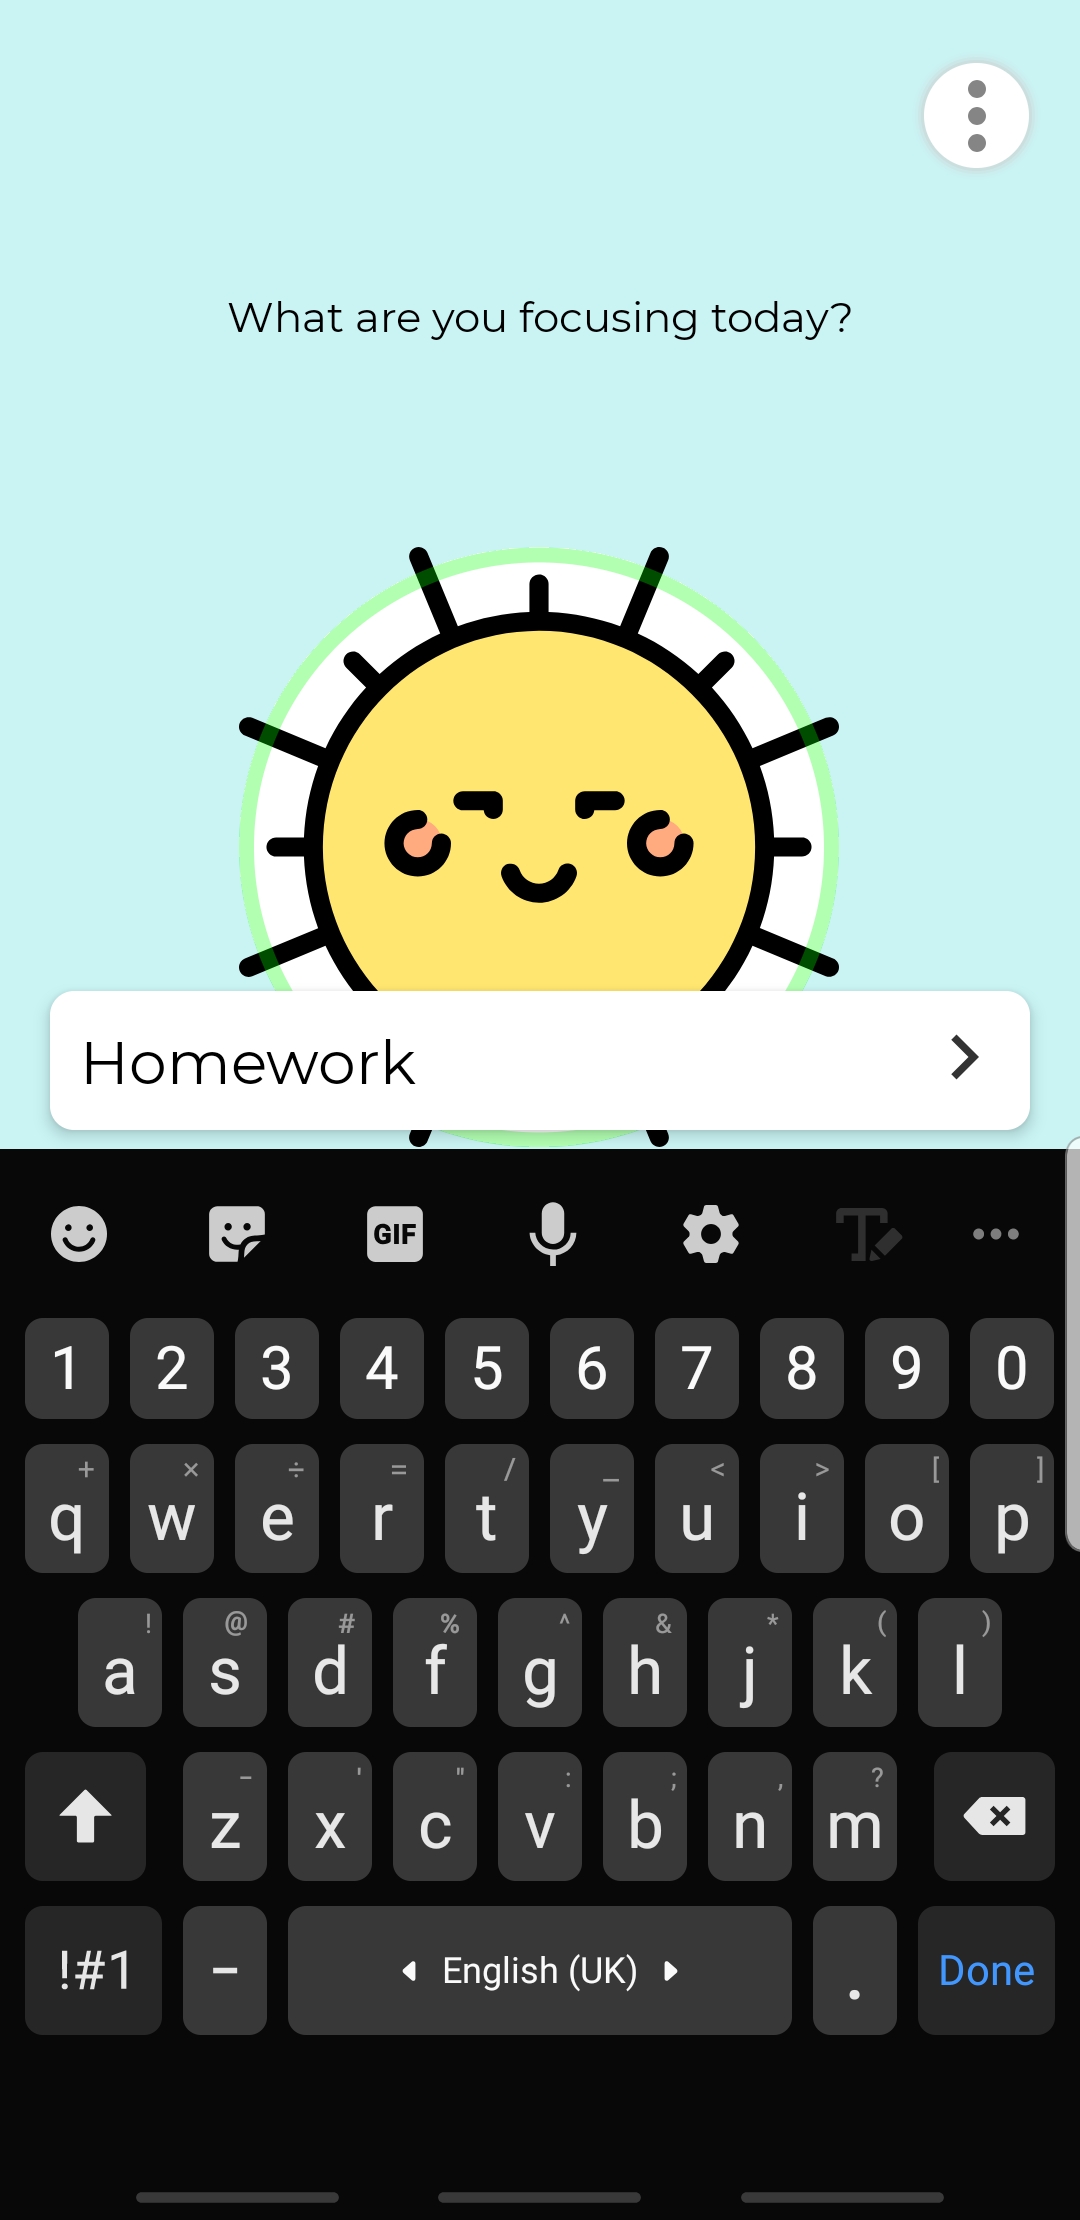 What are you focusing today?
Homework
GIF
1 2 3 4 5 6 7 8 9 0
+ × ÷ = / _ < > [ ]
q w e r t y u i o p
! @ # % ^ & * ( )
a s d f g h j k l
- ' " : ; , ?
z x c v b n m
!#1 - English (UK) . Done